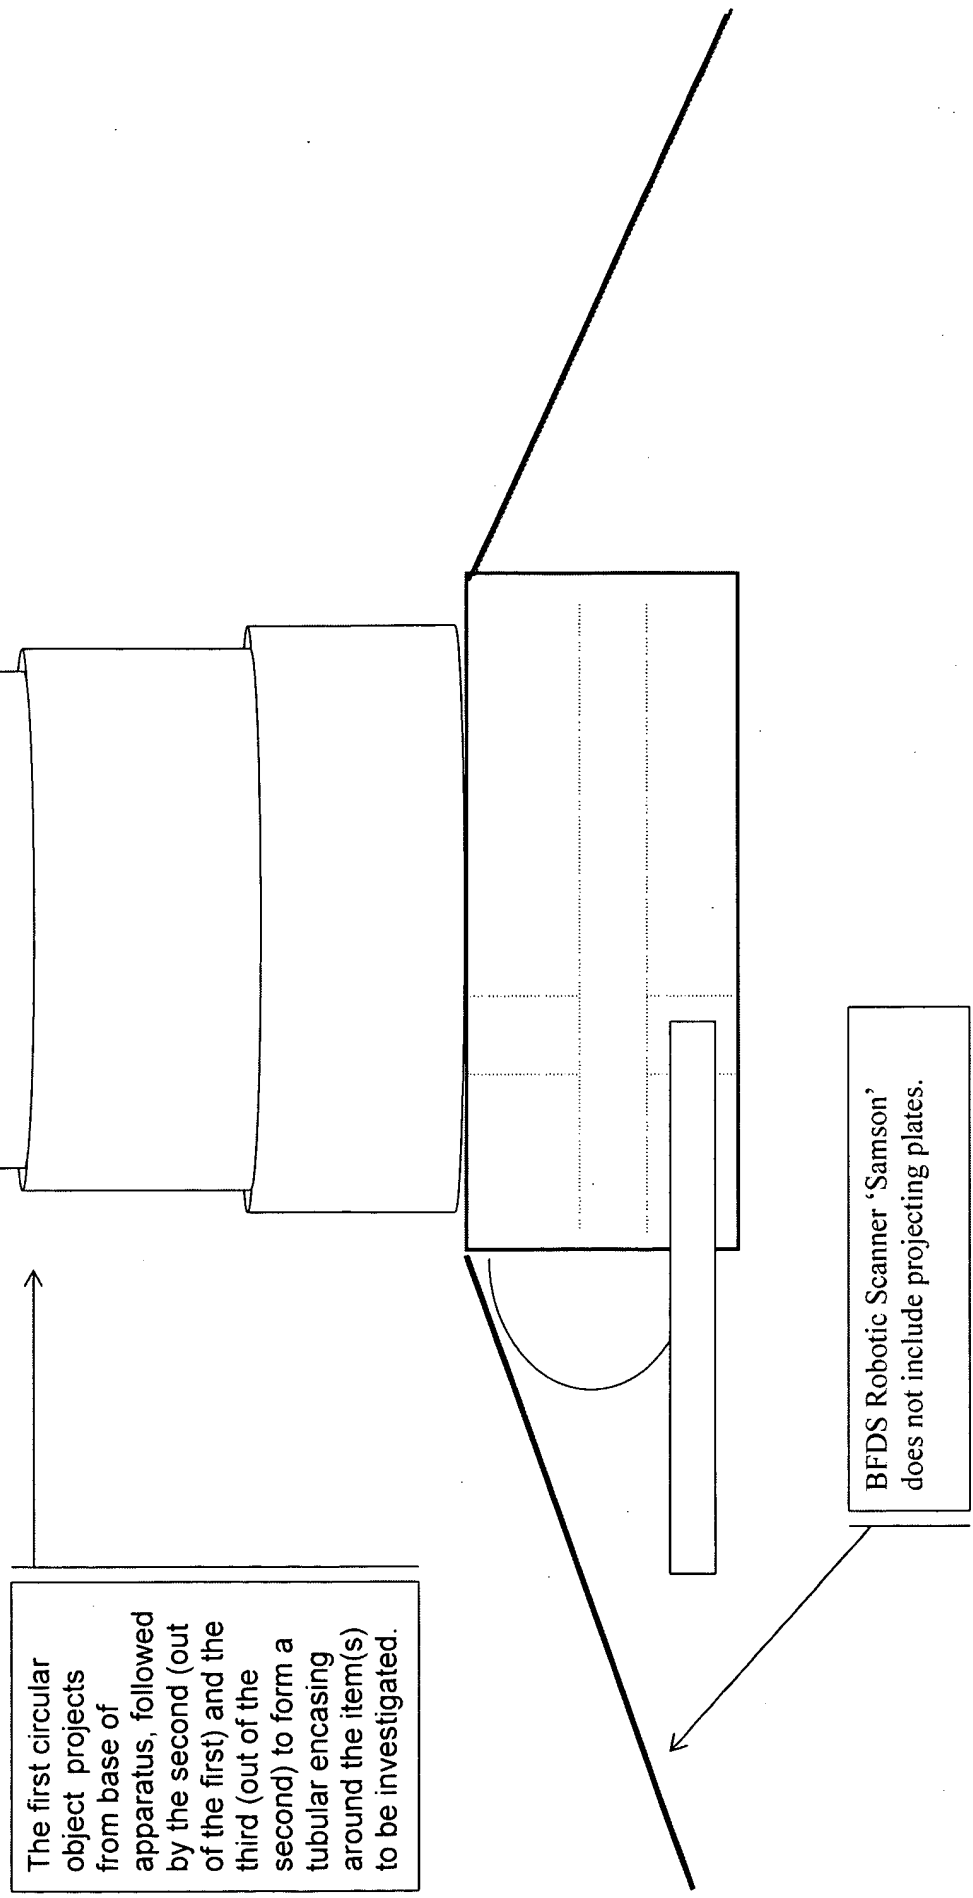 The first circular
object projects
from base of
apparatus, followed
by the second (out
of the first) and the
third (out of the
second) to form a
tubular encasing
around the item(s)
to be investigated.
BFDS Robotic Scanner ‘Samson’
does not include projecting plates.